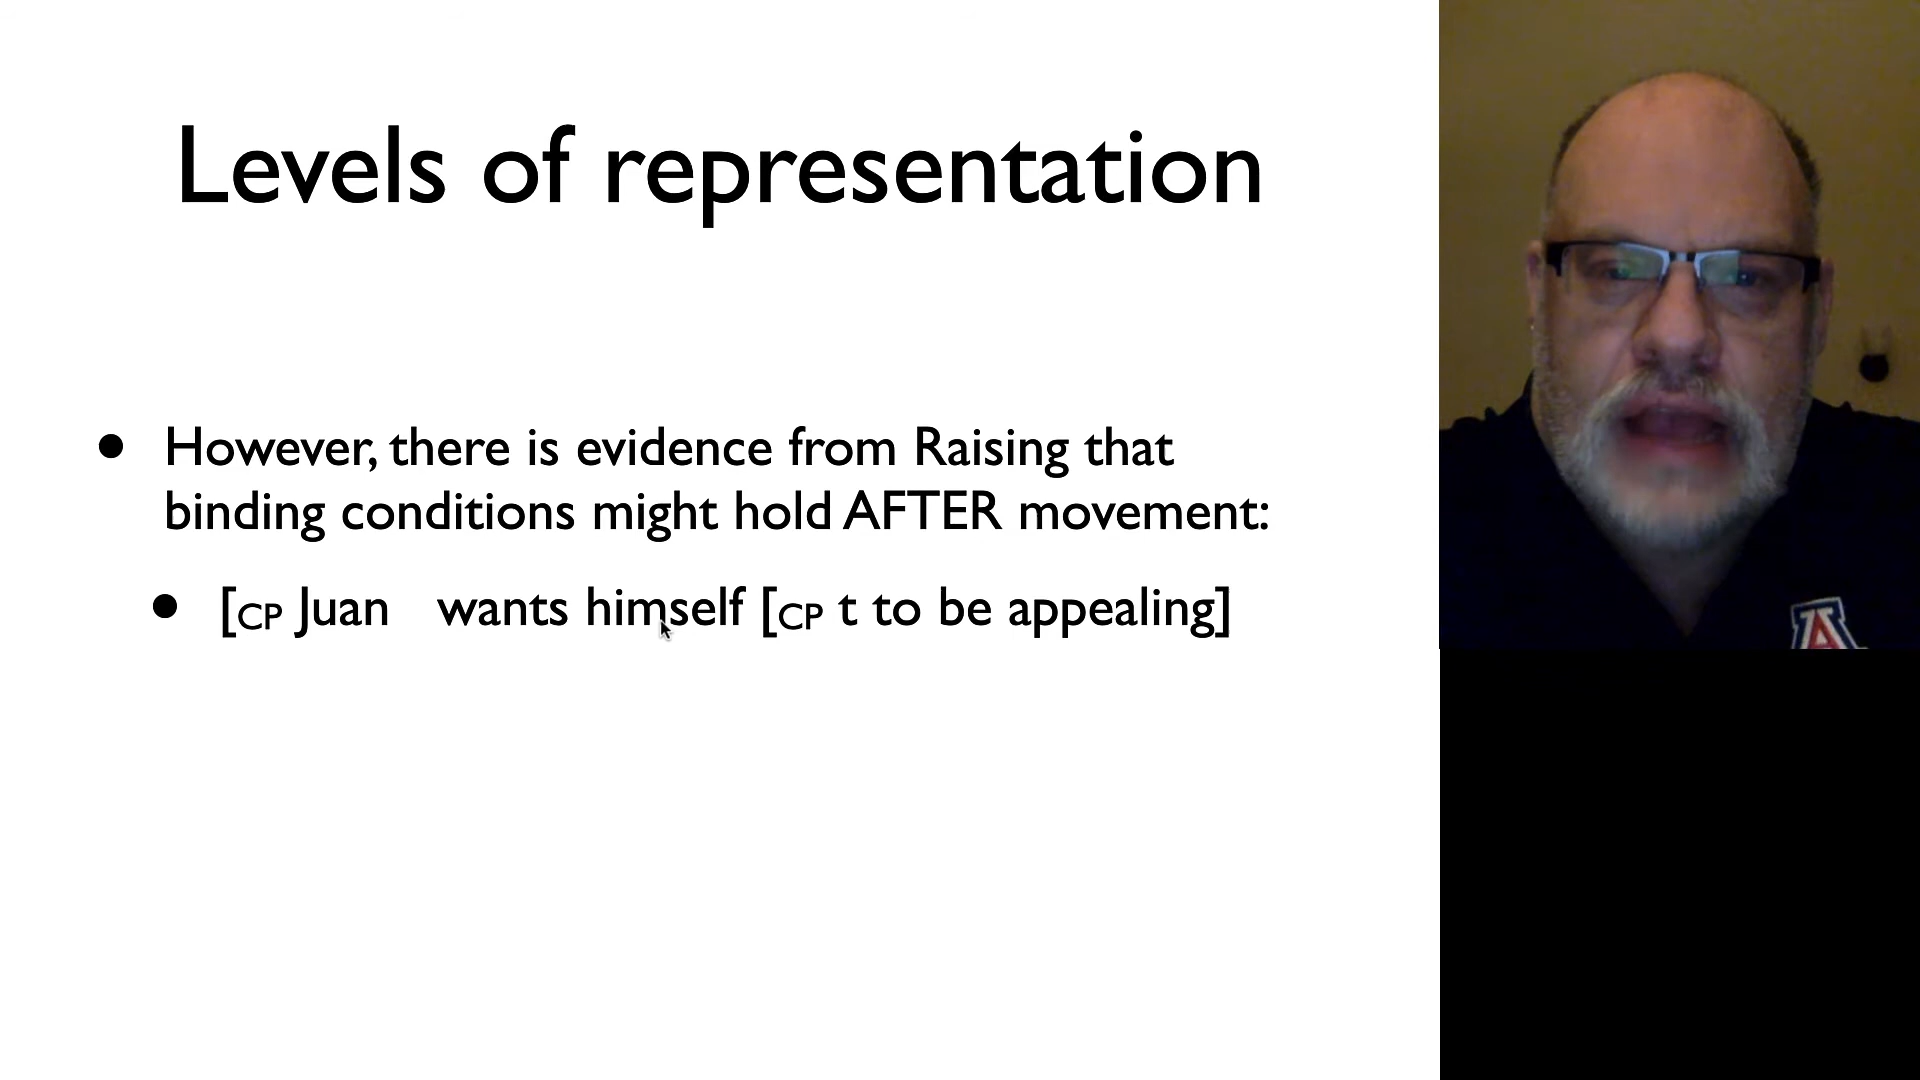 Levels of representation
• However, there is evidence from Raising that
binding conditions might hold AFTER movement:
• [CP Juan wants himself [CP t to be appealing]
A